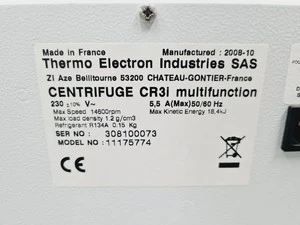 Made in France Manufactured : 2008-10
Thermo Electron Industries SAS
ZI Aze Bellitourne 53200 CHATEAU-GONTIER-France
CENTRIFUGE CR3I multifunction
230 ±10% V~ 5,5 A(Max)50/60 Hz
Max Speed 14600rpm Max Kinetic Energy 18,4kJ
Max load density 1.2 g/cm3
Refrigerant R134A 0.15 Kg
SER NO : 308100073
MODEL NO : 11175774
CE